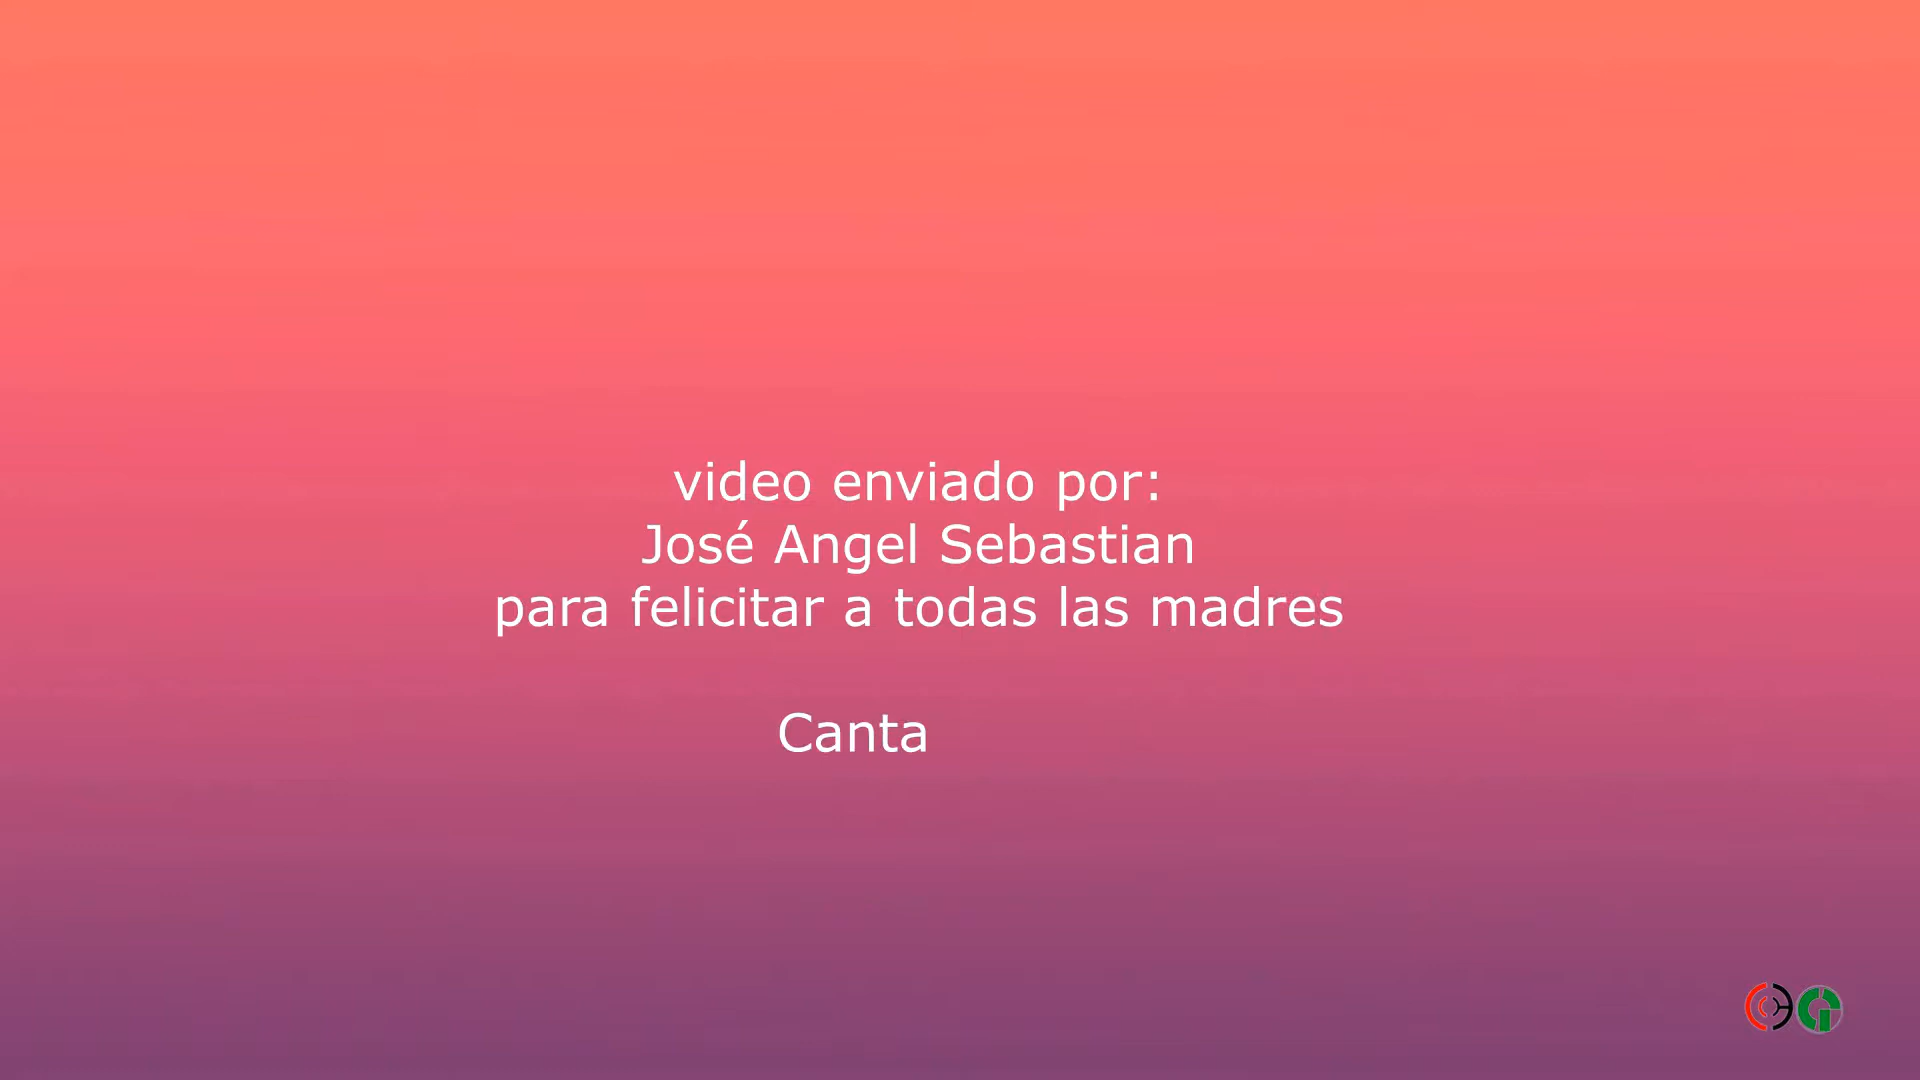 video enviado por:
José Angel Sebastian
para felicitar a todas las madres
Canta